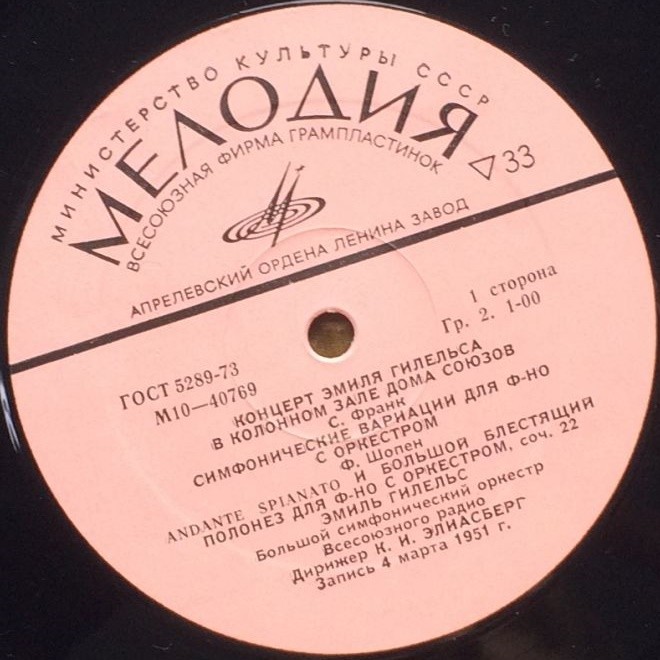 МИНИСТЕРСТВО КУЛЬТУРЫ СССР
МЕЛОДИЯ
ВСЕСОЮЗНАЯ ФИРМА ГРАМПЛАСТИНОК
33
АПРЕЛЕВСКИЙ ОРДЕНА ЛЕНИНА ЗАВОД
1 сторона
Гр. 2. 1-00
ГОСТ 5289-73
М10—40769
КОНЦЕРТ ЭМИЛЯ ГИЛЕЛЬСА
В КОЛОННОМ ЗАЛЕ ДОМА СОЮЗОВ
С. Франк
СИМФОНИЧЕСКИЕ ВАРИАЦИИ ДЛЯ Ф-НО
С ОРКЕСТРОМ
Ф. Шопен
ANDANTE SPIANATO И БОЛЬШОЙ БЛЕСТЯЩИЙ
ПОЛОНЕЗ ДЛЯ Ф-НО С ОРКЕСТРОМ, соч. 22
ЭМИЛЬ ГИЛЕЛЬС
Большой симфонический оркестр
Всесоюзного радио
Дирижер К. И. ЭЛИАСБЕРГ
Запись 4 марта 1951 г.